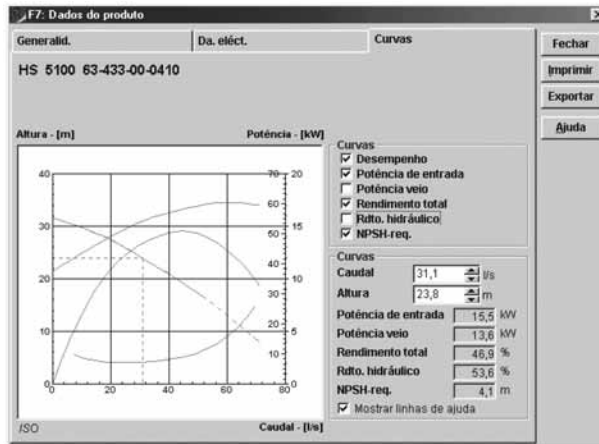 F7: Dados do produto
Generalid.
Da. eléct.
Curvas
Fechar
Imprimir
Exportar
Ajuda
HS 5100 63-433-00-0410
Altura - [m]
Potência - [kW]
40
30
20
10
0
0
20
40
60
80
70
60
50
40
30
20
10
0
20
15
10
5
0
ISO
Caudal - [l/s]
Curvas
Desempenho
Potência de entrada
Potência veio
Rendimento total
Rdto. hidráulico
NPSH-req.
Curvas
Caudal 31,1 l/s
Altura 23,8 m
Potência de entrada 15,5 kW
Potência veio 13,6 kW
Rendimento total 46,9 %
Rdto. hidráulico 53,6 %
NPSH-req. 4,1 m
Mostrar linhas de ajuda